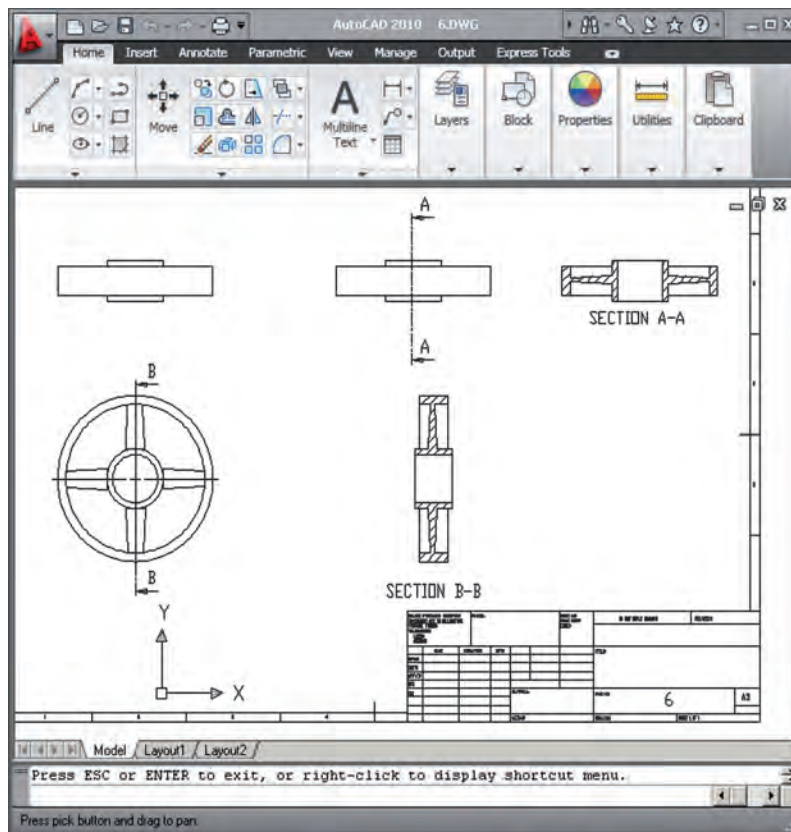 AutoCAD 2010 6.DWG
Home Insert Annotate Parametric View Manage Output Express Tools
Line
Move
A
Multiline
Text
Layers
Block
Properties
Utilities
Clipboard
A
A
SECTION A-A
B
B
SECTION B-B
Y
X
TITLE
6
A3
Model Layout1 Layout2
Press ESC or ENTER to exit, or right-click to display shortcut menu.
Press pick button and drag to pan